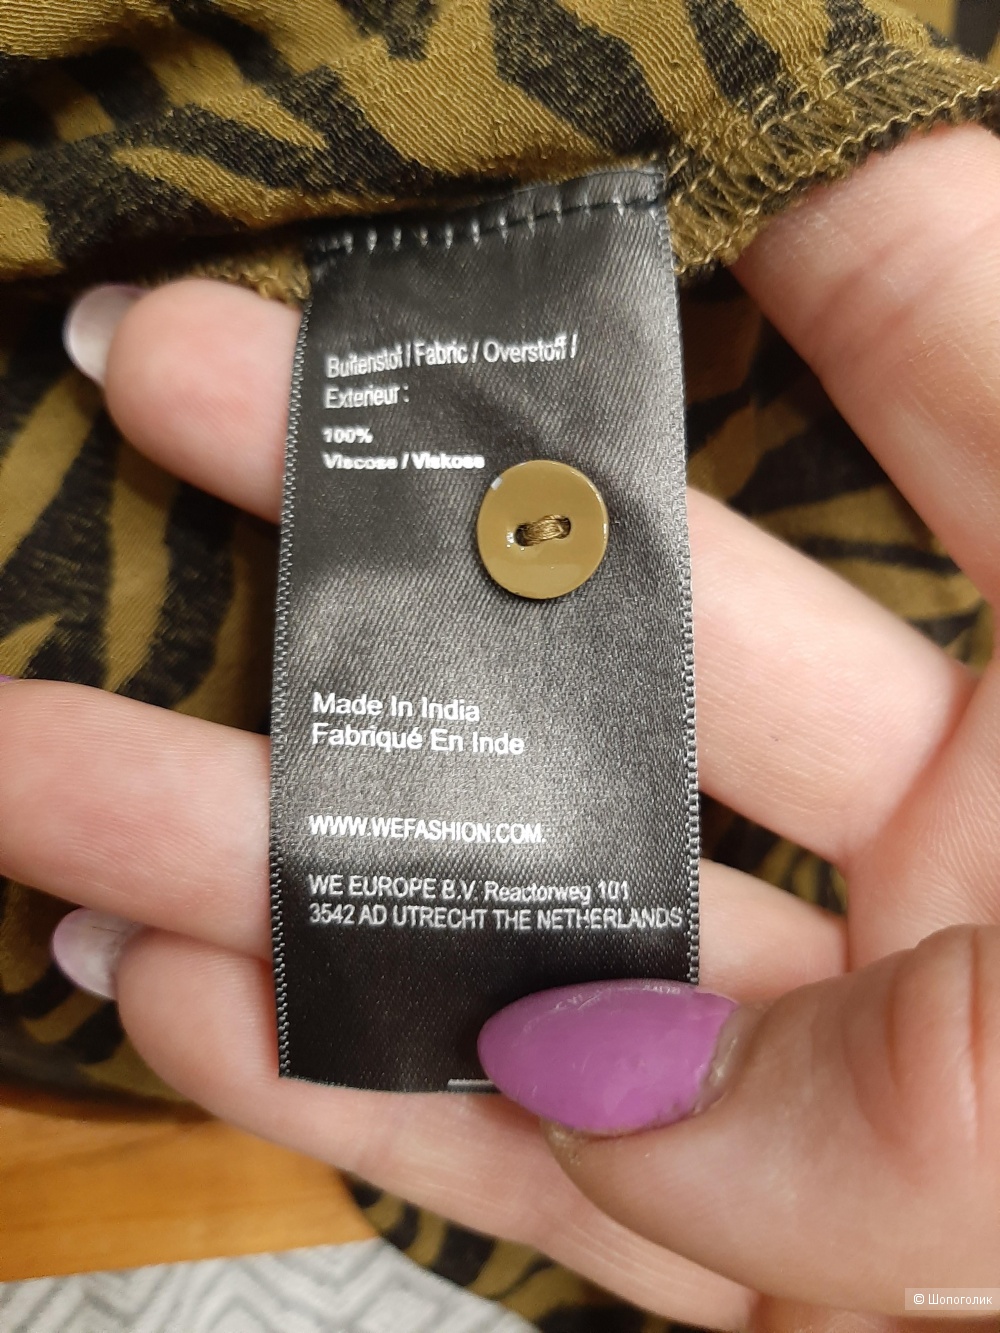 Buitenstof / Fabric / Overstoff /
Exterieur :
100%
Viscose / Viskose
Made In India
Fabriqué En Inde
WWW.WEFASHION.COM.
WE EUROPE B.V. Reactorweg 101
3542 AD UTRECHT THE NETHERLANDS
© Шопоголик